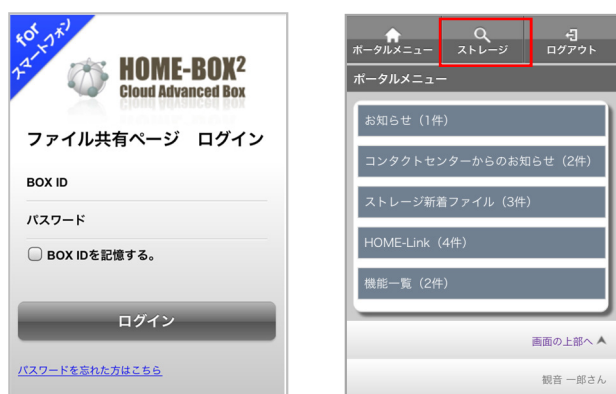 for
スマートフォン
HOME-BOX²
Cloud Advanced Box
ファイル共有ページ ログイン
BOX ID
パスワード
BOX IDを記憶する。
ログイン
パスワードを忘れた方はこちら
ポータルメニュー ストレージ ログアウト
ポータルメニュー
お知らせ（1件）
コンタクトセンターからのお知らせ（2件）
ストレージ新着ファイル（3件）
HOME-Link（4件）
機能一覧（2件）
画面の上部へ
観音 一郎さん